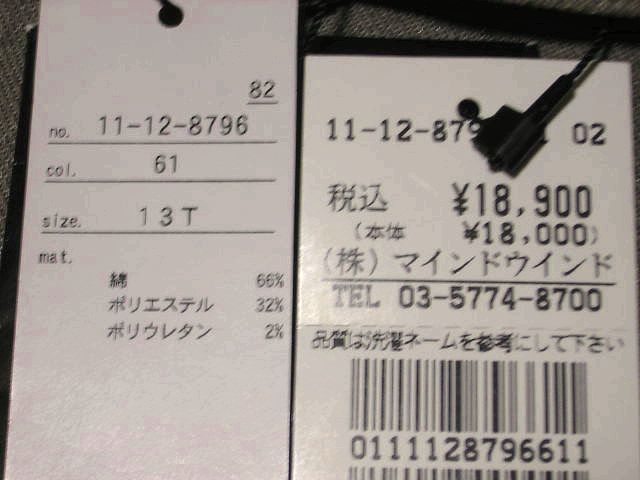 82
no. 11-12-8796
col. 61
size. 13T
mat.
綿 66%
ポリエステル 32%
ポリウレタン 2%
11-12-879 02
税込 ¥18,900
(本体 ¥18,000)
(株)マインドウインド
TEL 03-5774-8700
品質は洗濯ネームを参考にして下さい
0111128796611